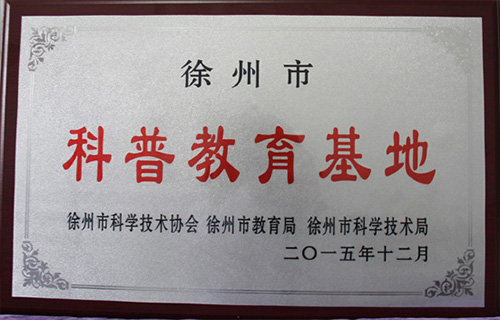 徐州市
科普教育基地
徐州市科学技术协会 徐州市教育局 徐州市科学技术局
二〇一五年十二月